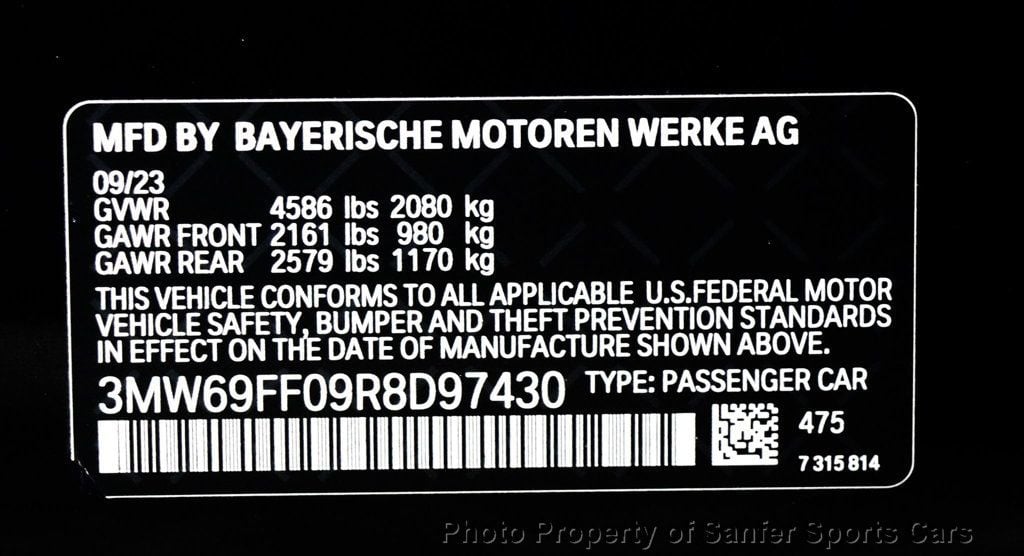 MFD BY BAYERISCHE MOTOREN WERKE AG
09/23
GVWR 4586 lbs 2080 kg
GAWR FRONT 2161 lbs 980 kg
GAWR REAR 2579 lbs 1170 kg
THIS VEHICLE CONFORMS TO ALL APPLICABLE U.S.FEDERAL MOTOR
VEHICLE SAFETY, BUMPER AND THEFT PREVENTION STANDARDS
IN EFFECT ON THE DATE OF MANUFACTURE SHOWN ABOVE.
3MW69FF09R8D97430 TYPE: PASSENGER CAR
475
7 315 814
Photo Property of Sanfer Sports Cars